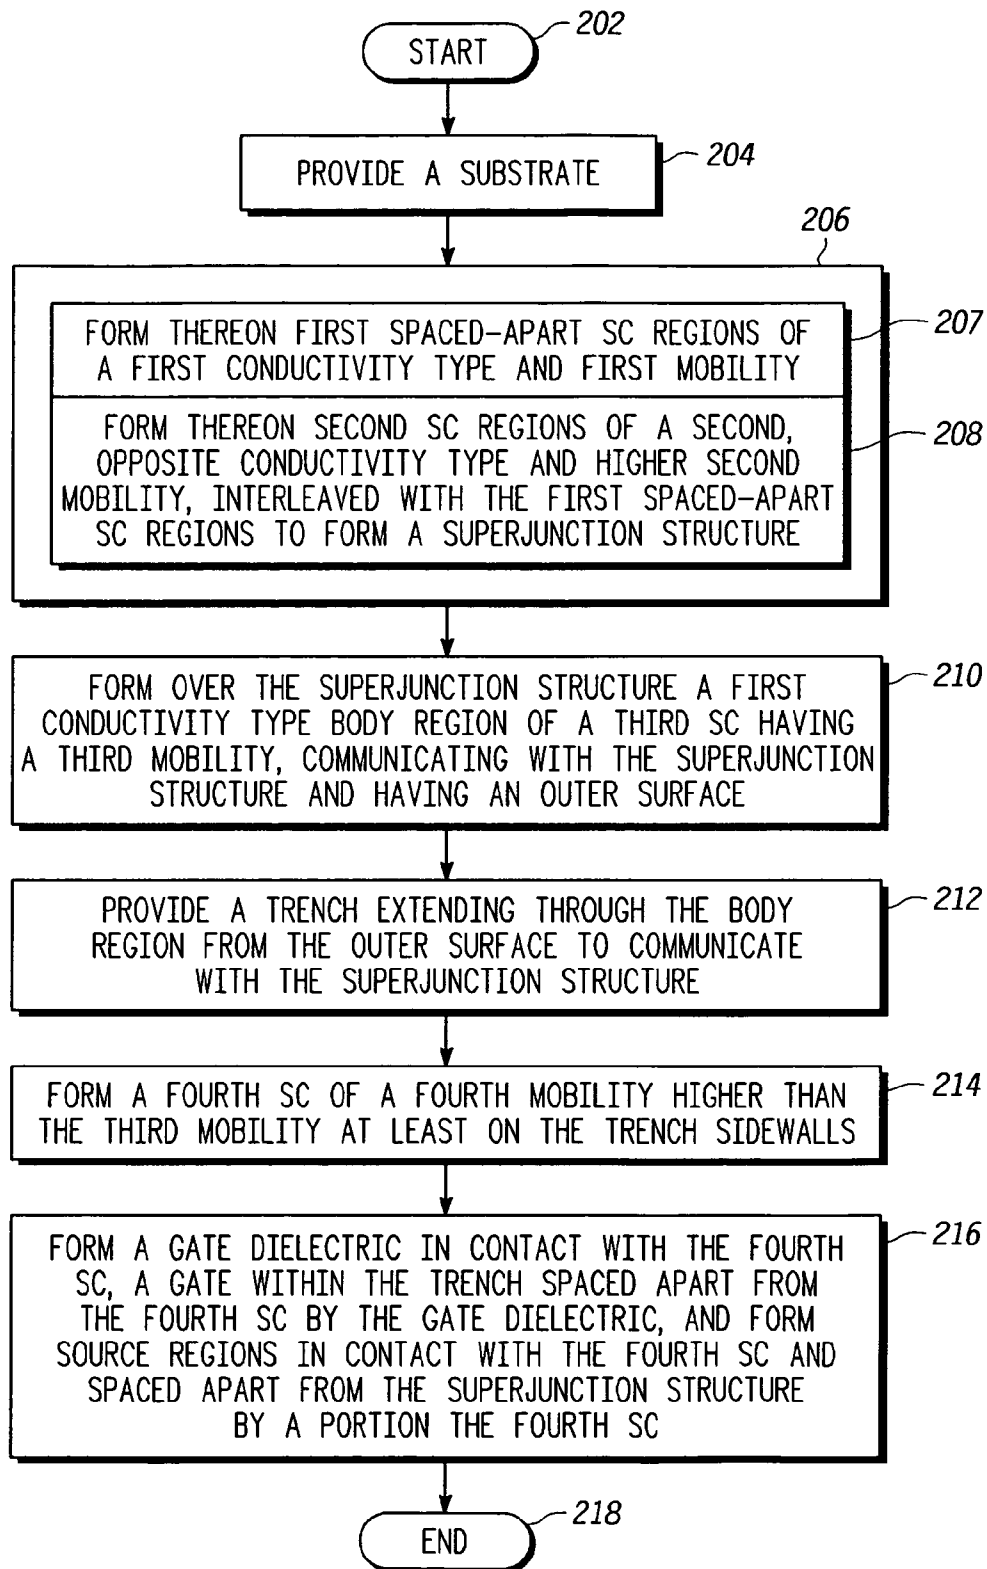 START
202
PROVIDE A SUBSTRATE
204
206
FORM THEREON FIRST SPACED-APART SC REGIONS OF
A FIRST CONDUCTIVITY TYPE AND FIRST MOBILITY
207
FORM THEREON SECOND SC REGIONS OF A SECOND,
OPPOSITE CONDUCTIVITY TYPE AND HIGHER SECOND
MOBILITY, INTERLEAVED WITH THE FIRST SPACED-APART
SC REGIONS TO FORM A SUPERJUNCTION STRUCTURE
208
FORM OVER THE SUPERJUNCTION STRUCTURE A FIRST
CONDUCTIVITY TYPE BODY REGION OF A THIRD SC HAVING
A THIRD MOBILITY, COMMUNICATING WITH THE SUPERJUNCTION
STRUCTURE AND HAVING AN OUTER SURFACE
210
PROVIDE A TRENCH EXTENDING THROUGH THE BODY
REGION FROM THE OUTER SURFACE TO COMMUNICATE
WITH THE SUPERJUNCTION STRUCTURE
212
FORM A FOURTH SC OF A FOURTH MOBILITY HIGHER THAN
THE THIRD MOBILITY AT LEAST ON THE TRENCH SIDEWALLS
214
FORM A GATE DIELECTRIC IN CONTACT WITH THE FOURTH
SC, A GATE WITHIN THE TRENCH SPACED APART FROM
THE FOURTH SC BY THE GATE DIELECTRIC, AND FORM
SOURCE REGIONS IN CONTACT WITH THE FOURTH SC AND
SPACED APART FROM THE SUPERJUNCTION STRUCTURE
BY A PORTION THE FOURTH SC
216
END
218